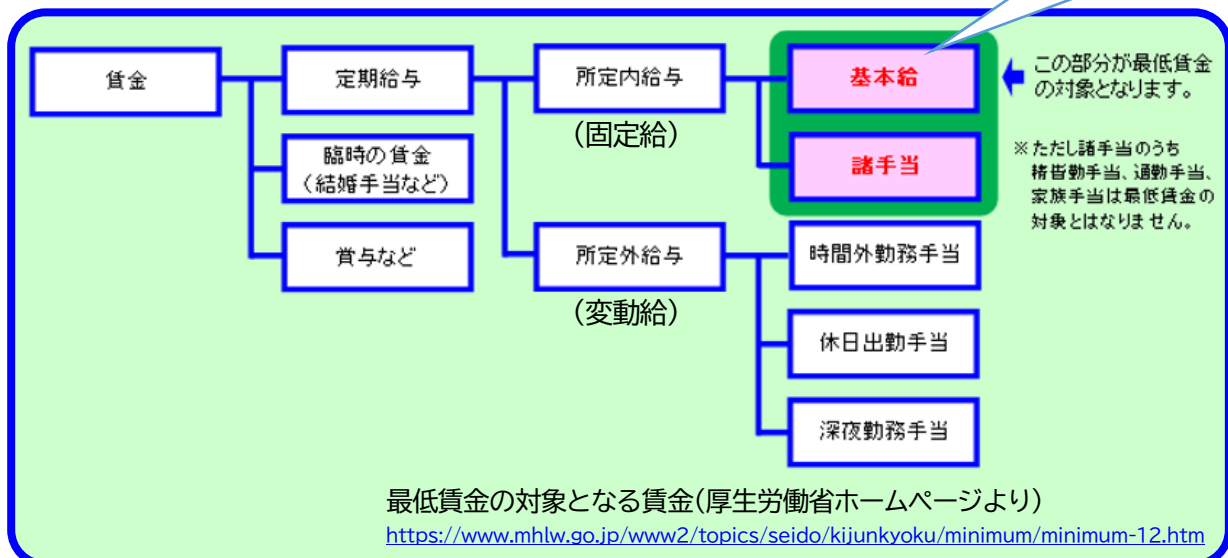 賃金
定期給与
所定内給与
基本給
この部分が最低賃金
の対象となります。
(固定給)
臨時の賃金
(結婚手当など)
諸手当
※ただし諸手当のうち
精皆勤手当、通勤手当、
家族手当は最低賃金の
対象とはなりません。
賞与など
所定外給与
時間外勤務手当
(変動給)
休日出勤手当
深夜勤務手当
最低賃金の対象となる賃金(厚生労働省ホームページより)
https://www.mhlw.go.jp/www2/topics/seido/kijunkyoku/minimum/minimum-12.htm